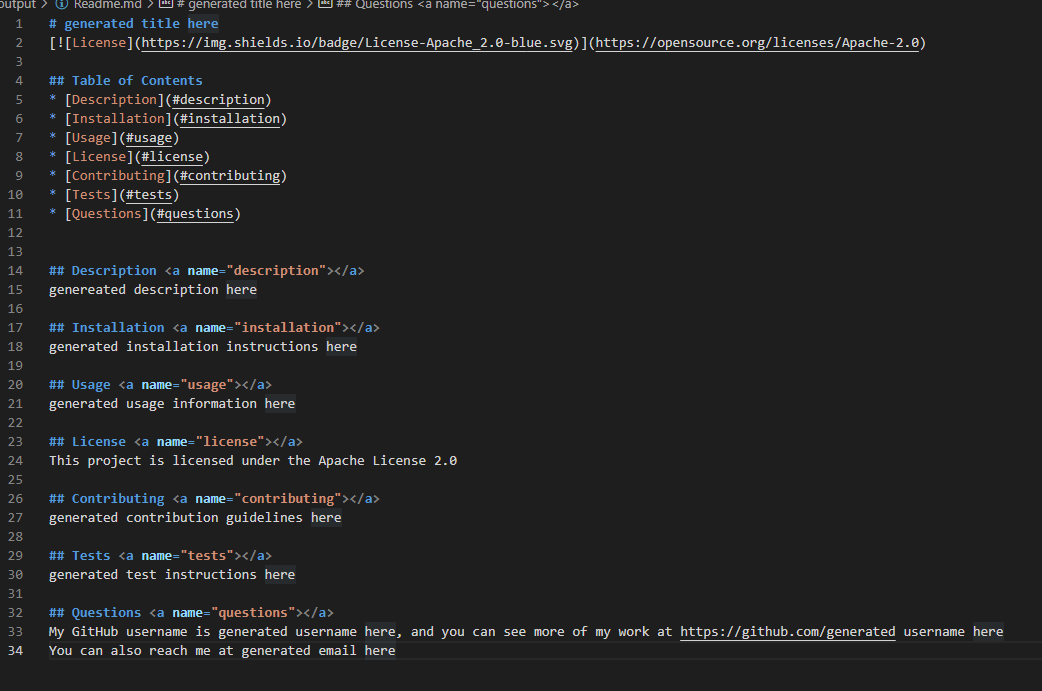 output > Readme.md > # generated title here > ## Questions <a name="questions"></a>
1 # generated title here
2 [![License](https://img.shields.io/badge/License-Apache_2.0-blue.svg)](https://opensource.org/licenses/Apache-2.0)
3
4 ## Table of Contents
5 * [Description](#description)
6 * [Installation](#installation)
7 * [Usage](#usage)
8 * [License](#license)
9 * [Contributing](#contributing)
10 * [Tests](#tests)
11 * [Questions](#questions)
12
13
14 ## Description <a name="description"></a>
15 genereated description here
16
17 ## Installation <a name="installation"></a>
18 generated installation instructions here
19
20 ## Usage <a name="usage"></a>
21 generated usage information here
22
23 ## License <a name="license"></a>
24 This project is licensed under the Apache License 2.0
25
26 ## Contributing <a name="contributing"></a>
27 generated contribution guidelines here
28
29 ## Tests <a name="tests"></a>
30 generated test instructions here
31
32 ## Questions <a name="questions"></a>
33 My GitHub username is generated username here, and you can see more of my work at https://github.com/generated username here
34 You can also reach me at generated email here